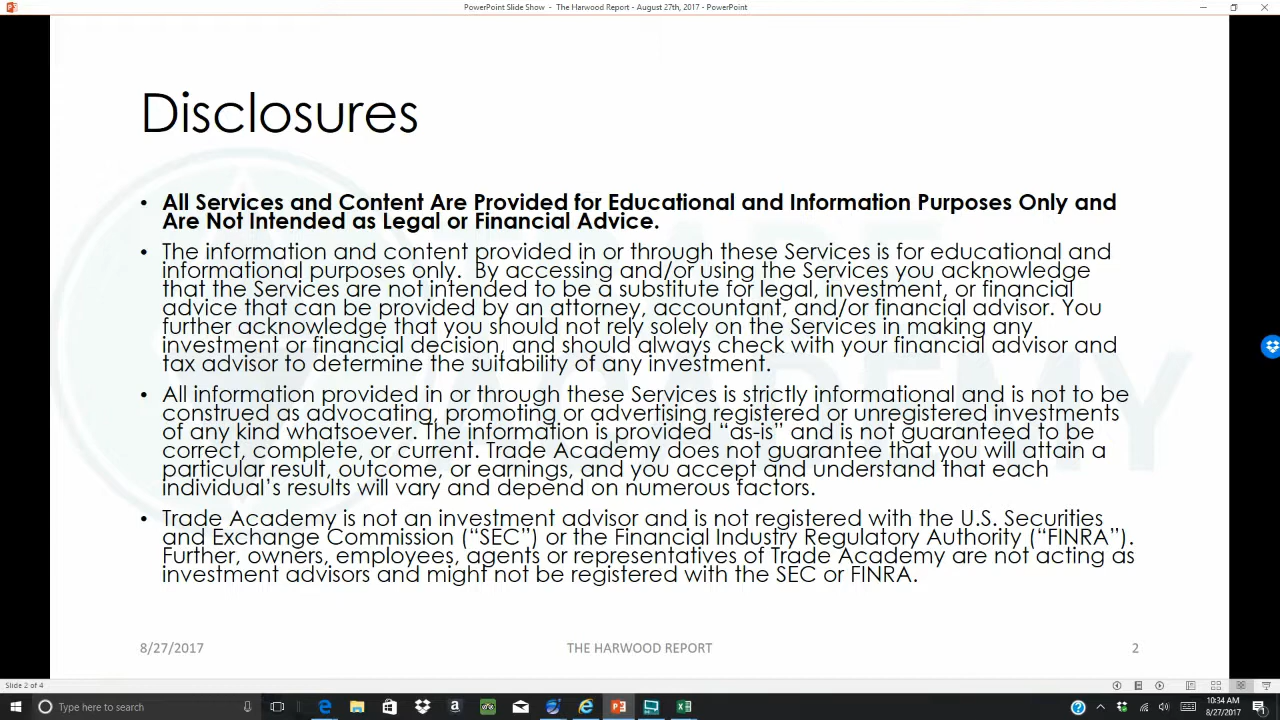 PowerPoint Slide Show - The Harwood Report - August 27th, 2017 - PowerPoint
Disclosures
• All Services and Content Are Provided for Educational and Information Purposes Only and
Are Not Intended as Legal or Financial Advice.
• The information and content provided in or through these Services is for educational and
informational purposes only.  By accessing and/or using the Services you acknowledge
that the Services are not intended to be a substitute for legal, investment, or financial
advice that can be provided by an attorney, accountant, and/or financial advisor. You
further acknowledge that you should not rely solely on the Services in making any
investment or financial decision, and should always check with your financial advisor and
tax advisor to determine the suitability of any investment.
• All information provided in or through these Services is strictly informational and is not to be
construed as advocating, promoting or advertising registered or unregistered investments
of any kind whatsoever. The information is provided “as-is” and is not guaranteed to be
correct, complete, or current. Trade Academy does not guarantee that you will attain a
particular result, outcome, or earnings, and you accept and understand that each
individual’s results will vary and depend on numerous factors.
• Trade Academy is not an investment advisor and is not registered with the U.S. Securities
and Exchange Commission (“SEC”) or the Financial Industry Regulatory Authority (“FINRA”).
Further, owners, employees, agents or representatives of Trade Academy are not acting as
investment advisors and might not be registered with the SEC or FINRA.
8/27/2017 THE HARWOOD REPORT 2
Slide 2 of 4
Type here to search
10:34 AM
8/27/2017